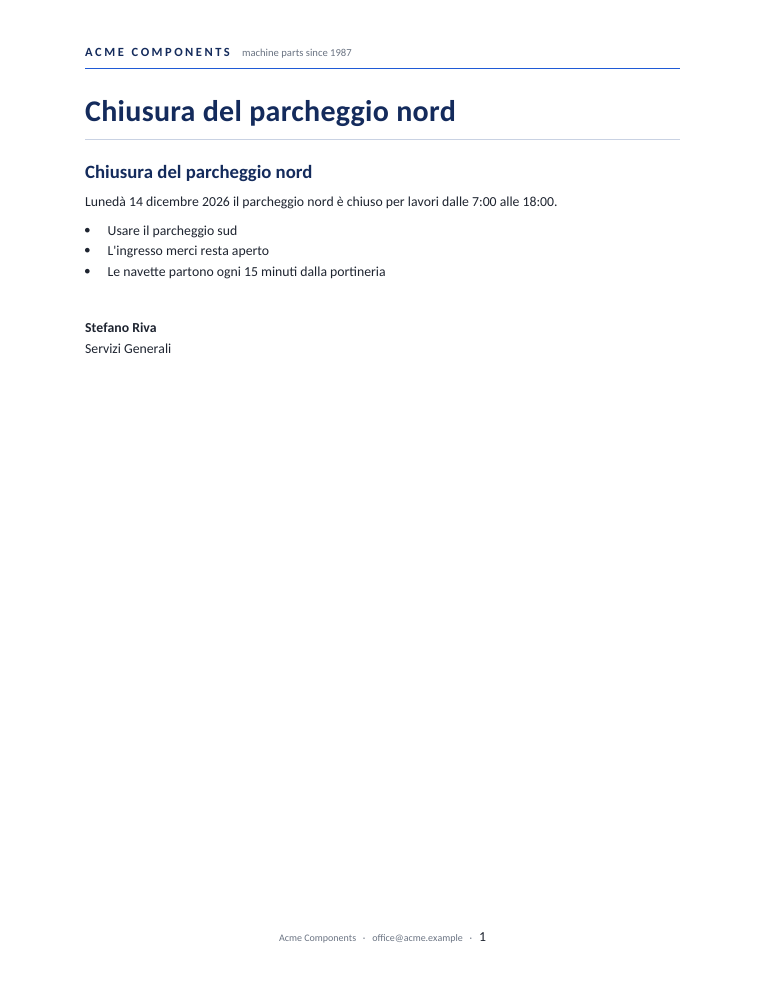 ACME COMPONENTS machine parts since 1987
Chiusura del parcheggio nord
Chiusura del parcheggio nord
Lunedà 14 dicembre 2026 il parcheggio nord è chiuso per lavori dalle 7:00 alle 18:00.
• Usare il parcheggio sud
• L'ingresso merci resta aperto
• Le navette partono ogni 15 minuti dalla portineria
Stefano Riva
Servizi Generali
Acme Components · office@acme.example · 1